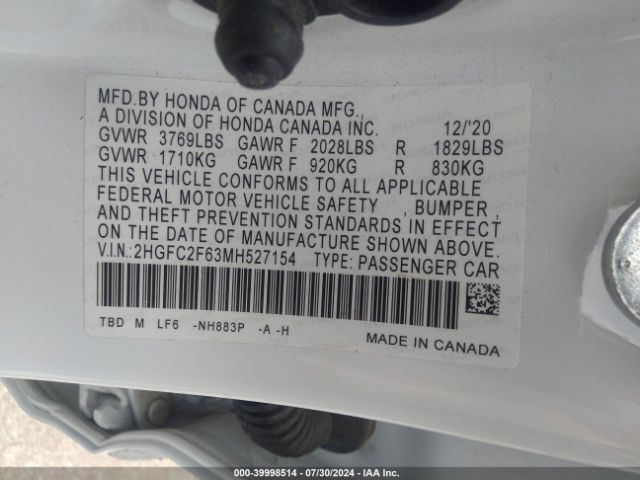 MFD.BY HONDA OF CANADA MFG.,
A DIVISION OF HONDA CANADA INC. 12/'20
GVWR 3769LBS GAWR F 2028LBS R 1829LBS
GVWR 1710KG GAWR F 920KG R 830KG
THIS VEHICLE CONFORMS TO ALL APPLICABLE
FEDERAL MOTOR VEHICLE SAFETY , BUMPER ,
AND THEFT PREVENTION STANDARDS IN EFFECT
ON THE DATE OF MANUFACTURE SHOWN ABOVE.
V.I.N.:2HGFC2F63MH527154 TYPE: PASSENGER CAR
TBD M LF6 -NH883P -A -H
MADE IN CANADA
000-39998514 / 07/30/2024 - IAA Inc.